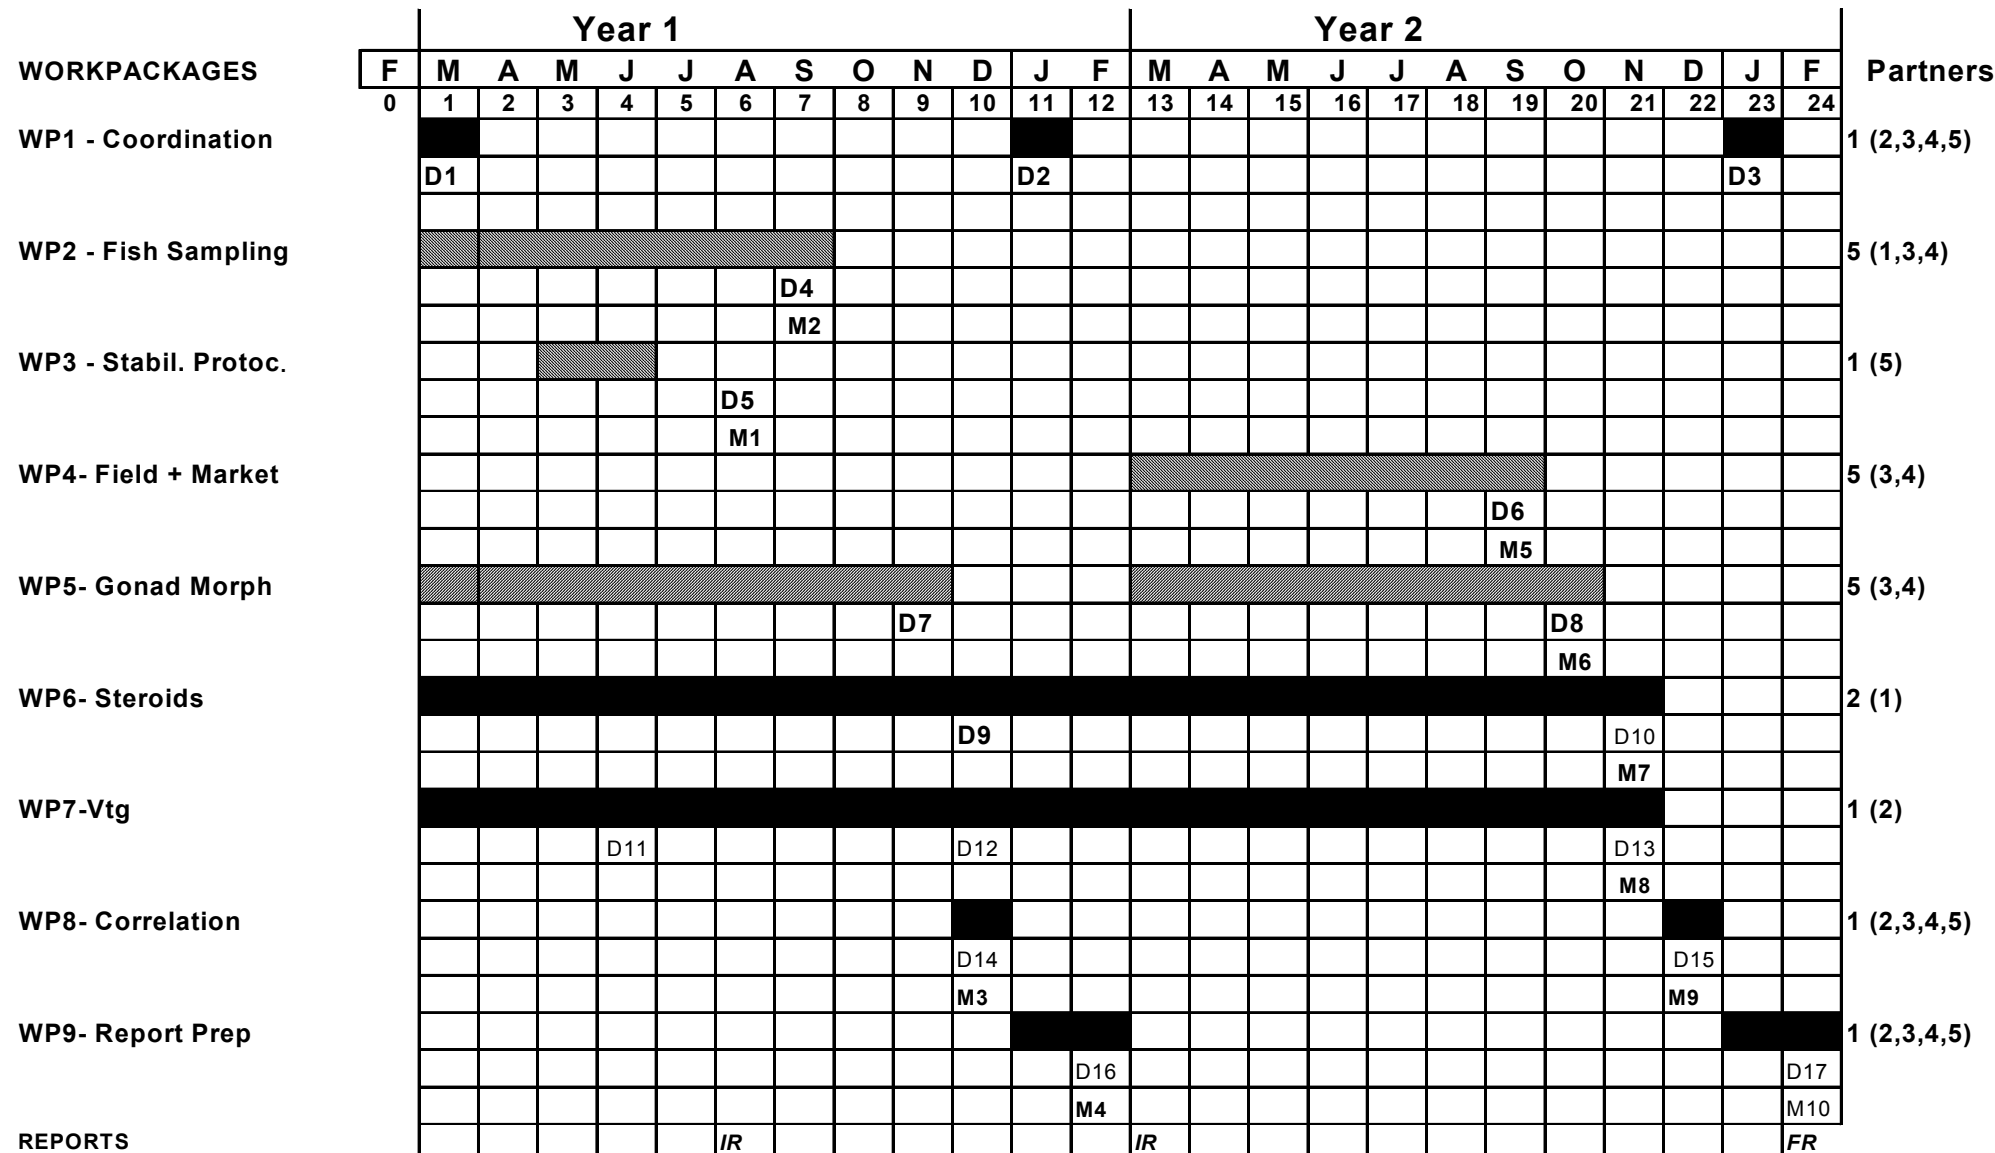 Year 1 Year 2
WORKPACKAGES F M A M J J A S O N D J F M A M J J A S O N D J F Partners
0 1 2 3 4 5 6 7 8 9 10 11 12 13 14 15 16 17 18 19 20 21 22 23 24
WP1 - Coordination 1 (2,3,4,5)
D1 D2 D3
WP2 - Fish Sampling 5 (1,3,4)
D4
M2
WP3 - Stabil. Protoc. 1 (5)
D5
M1
WP4- Field + Market 5 (3,4)
D6
M5
WP5- Gonad Morph 5 (3,4)
D7 D8
M6
WP6- Steroids 2 (1)
D9 D10
M7
WP7-Vtg 1 (2)
D11 D12 D13
M8
WP8- Correlation 1 (2,3,4,5)
D14 D15
M3 M9
WP9- Report Prep 1 (2,3,4,5)
D16 D17
M4 M10
REPORTS IR IR FR